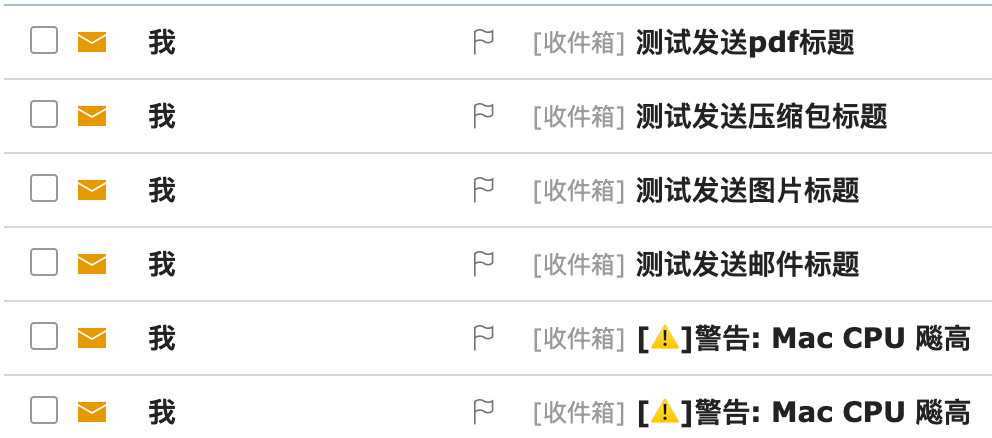 我 [收件箱] 测试发送pdf标题
我 [收件箱] 测试发送压缩包标题
我 [收件箱] 测试发送图片标题
我 [收件箱] 测试发送邮件标题
我 [收件箱] [⚠️]警告: Mac CPU 飚高
我 [收件箱] [⚠️]警告: Mac CPU 飚高